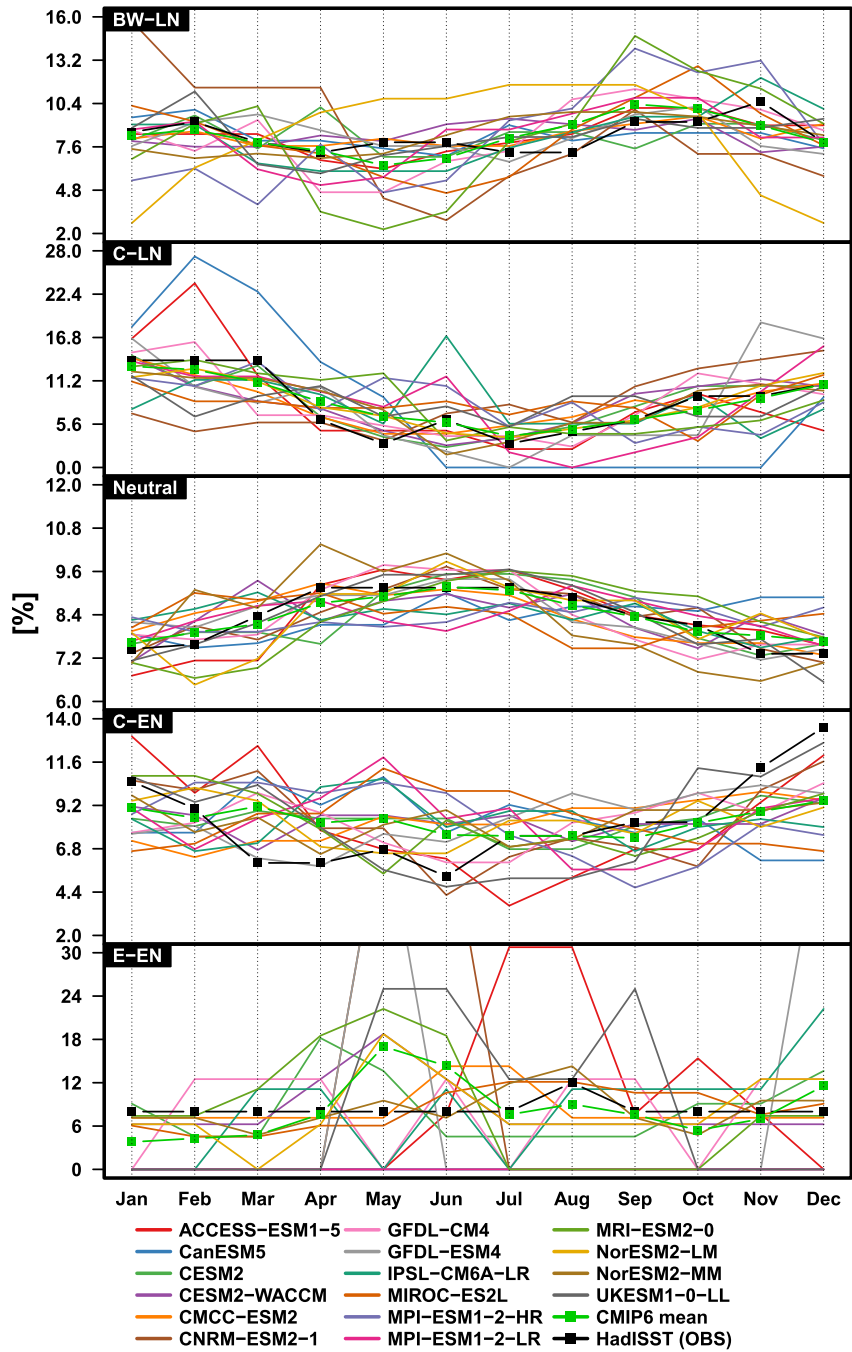 BW−LN
16.0
13.2
10.4
7.6
4.8
2.0
C−LN
28.0
22.4
16.8
11.2
5.6
0.0
Neutral
12.0
10.8
9.6
8.4
7.2
6.0
[%]
C−EN
14.0
11.6
9.2
6.8
4.4
2.0
E−EN
30
24
18
12
6
0
Jan Feb Mar Apr May Jun Jul Aug Sep Oct Nov Dec
ACCESS−ESM1−5 GFDL−CM4 MRI−ESM2−0
CanESM5 GFDL−ESM4 NorESM2−LM
CESM2 IPSL−CM6A−LR NorESM2−MM
CESM2−WACCM MIROC−ES2L UKESM1−0−LL
CMCC−ESM2 MPI−ESM1−2−HR CMIP6 mean
CNRM−ESM2−1 MPI−ESM1−2−LR HadISST (OBS)